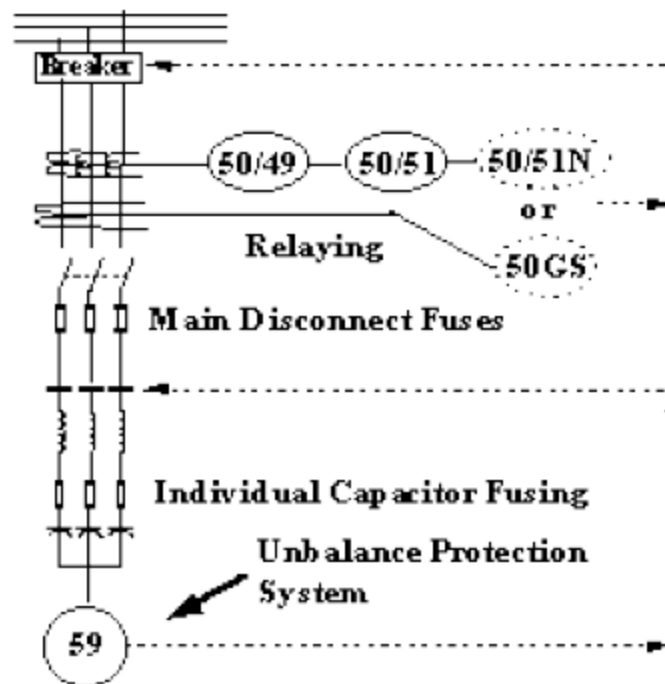 Breaker
50/49
50/51
50/51N
or
Relaying
50GS
Main Disconnect Fuses
Individual Capacitor Fusing
Unbalance Protection
System
59